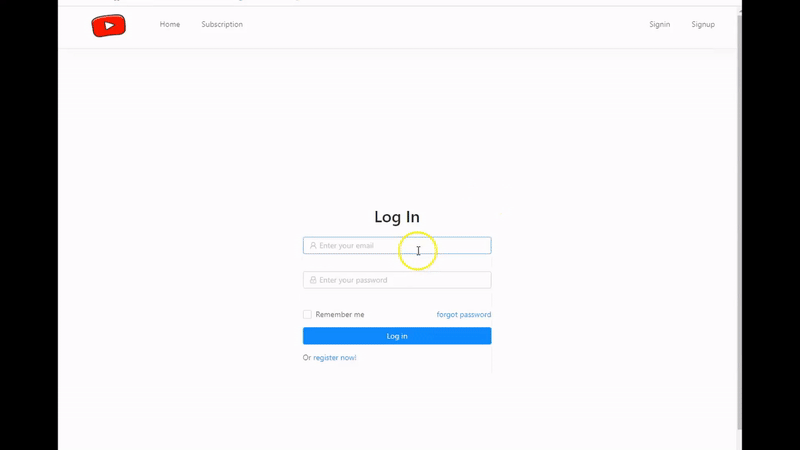 Home Subscription Signin Signup
Log In
Enter your email
Enter your password
Remember me forgot password
Log in
Or register now!